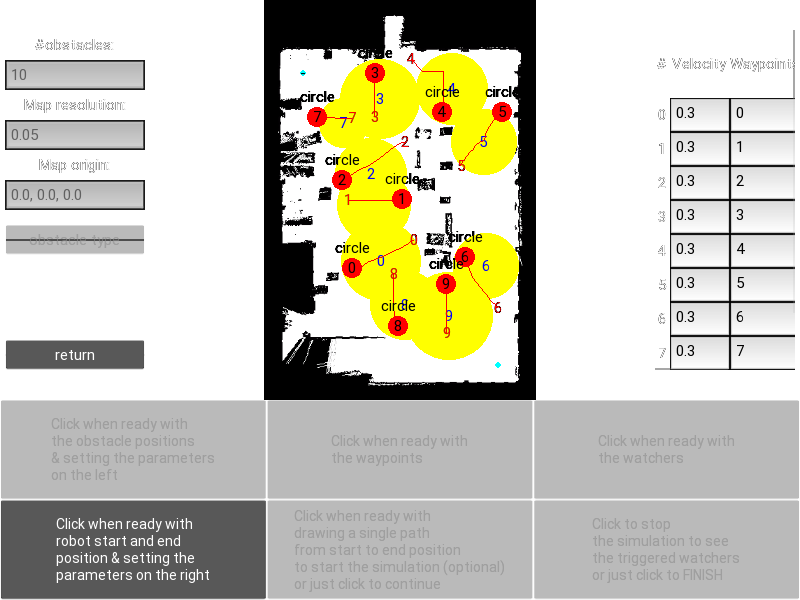 #obstacles:
10
Map resolution:
0.05
Map origin:
0.0, 0.0, 0.0
obstacle type
return
circle
3
4
circle
4
circle
5
circle
7
7
7
3
3
4
circle
2
2
2
5
5
circle
1
1
circle
0
0
0
circle
6
6
6
circle
9
9
9
8
circle
8
8
# Velocity Waypoints
0 0.3 0
1 0.3 1
2 0.3 2
3 0.3 3
4 0.3 4
5 0.3 5
6 0.3 6
7 0.3 7
Click when ready with
the obstacle positions
& setting the parameters
on the left
Click when ready with
the waypoints
Click when ready with
the watchers
Click when ready with
robot start and end
position & setting the
parameters on the right
Click when ready with
drawing a single path
from start to end position
to start the simulation (optional)
or just click to continue
Click to stop
the simulation to see
the triggered watchers
or just click to FINISH